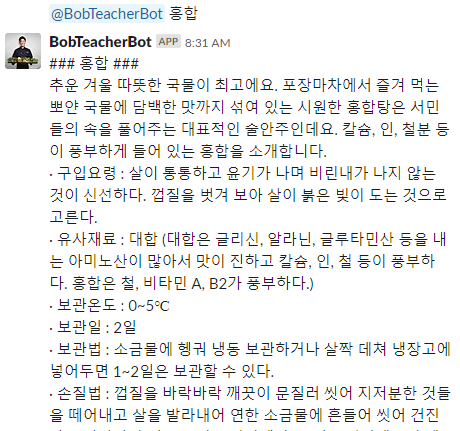 @BobTeacherBot 홍합
BobTeacherBot APP 8:31 AM
### 홍합 ###
추운 겨울 따뜻한 국물이 최고에요. 포장마차에서 즐겨 먹는
뽀얀 국물에 담백한 맛까지 섞여 있는 시원한 홍합탕은 서민
들의 속을 풀어주는 대표적인 술안주인데요. 칼슘, 인, 철분 등
이 풍부하게 들어 있는 홍합을 소개합니다.
· 구입요령 : 살이 통통하고 윤기가 나며 비린내가 나지 않는
것이 신선하다. 껍질을 벗겨 보아 살이 붉은 빛이 도는 것으로
고른다.
· 유사재료 : 대합 (대합은 글리신, 알라닌, 글루타민산 등을 내
는 아미노산이 많아서 맛이 진하고 칼슘, 인, 철 등이 풍부하
다. 홍합은 철, 비타민 A, B2가 풍부하다.)
· 보관온도 : 0~5℃
· 보관일 : 2일
· 보관법 : 소금물에 헹궈 냉동 보관하거나 살짝 데쳐 냉장고에
넣어두면 1~2일은 보관할 수 있다.
· 손질법 : 껍질을 바락바락 깨끗이 문질러 씻어 지저분한 것들
을 떼어내고 살을 발라내어 연한 소금물에 흔들어 씻어 건진